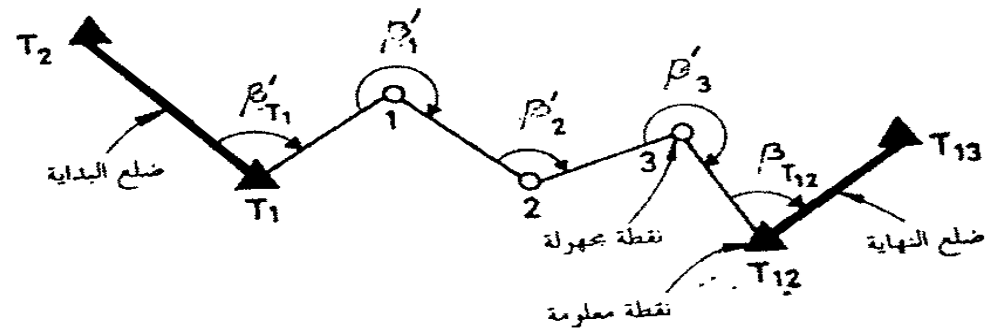 T2
β'T1
β'1
β'2
β'3
βT12
T13
ضلع البداية
T1
1
2
3
نقطة مجهولة
ضلع النهاية
T12
نقطة معلومة